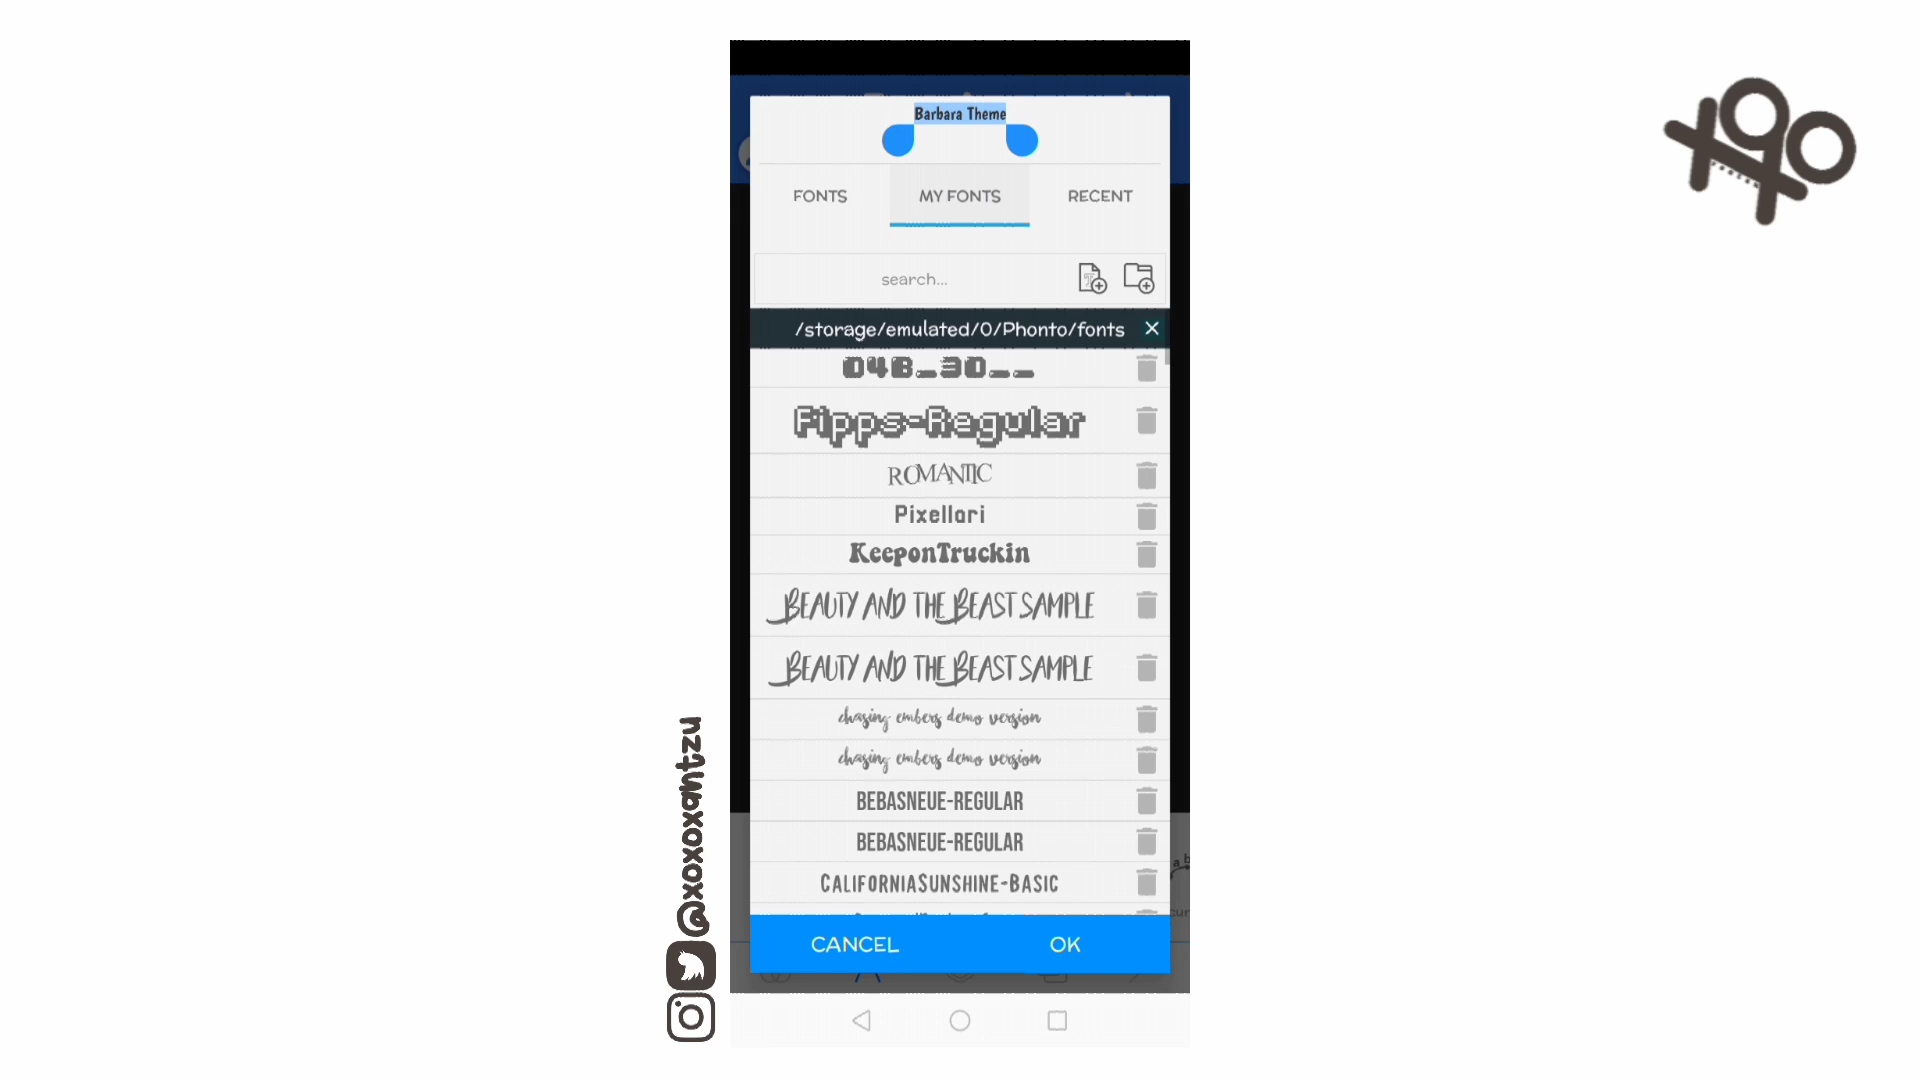 Barbara Theme
FONTS
MY FONTS
RECENT
search...
/storage/emulated/0/Phonto/fonts
04B_30__
Fipps-Regular
ROMANTIC
Pixellari
KeeponTruckin
BEAUTY AND THE BEAST SAMPLE
BEAUTY AND THE BEAST SAMPLE
chasing embers demo version
chasing embers demo version
BEBASNEUE-REGULAR
BEBASNEUE-REGULAR
CALIFORNIASUNSHINE-BASIC
CANCEL
OK
@xoxoxantzu